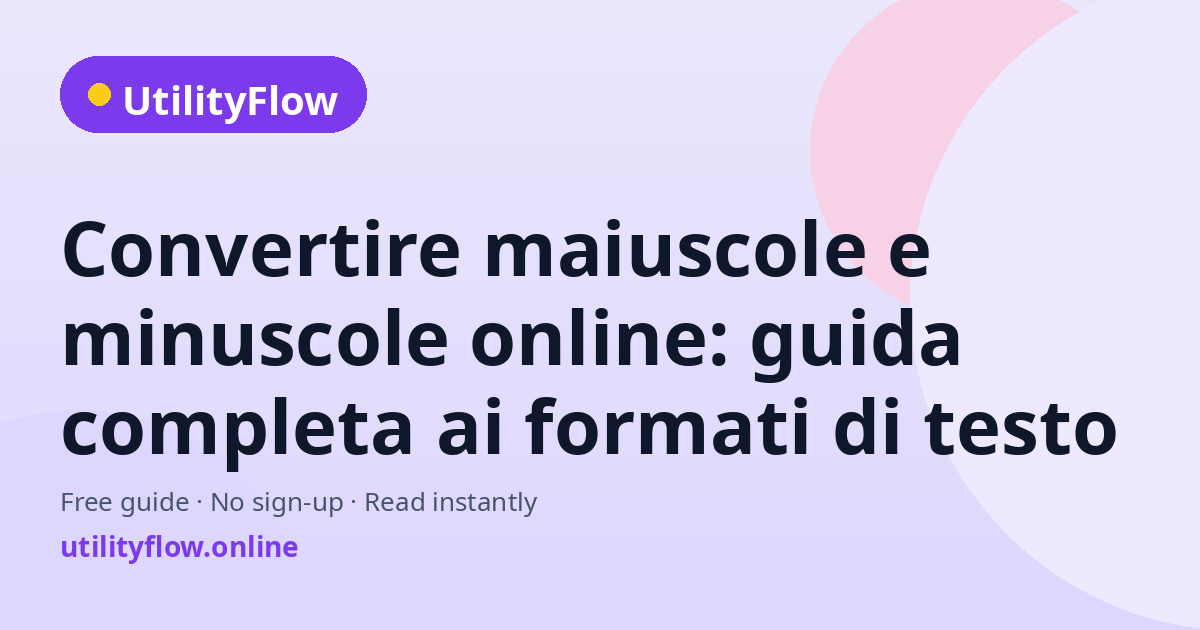 UtilityFlow
Convertire maiuscole e
minuscole online: guida
completa ai formati di testo
Free guide · No sign-up · Read instantly
utilityflow.online